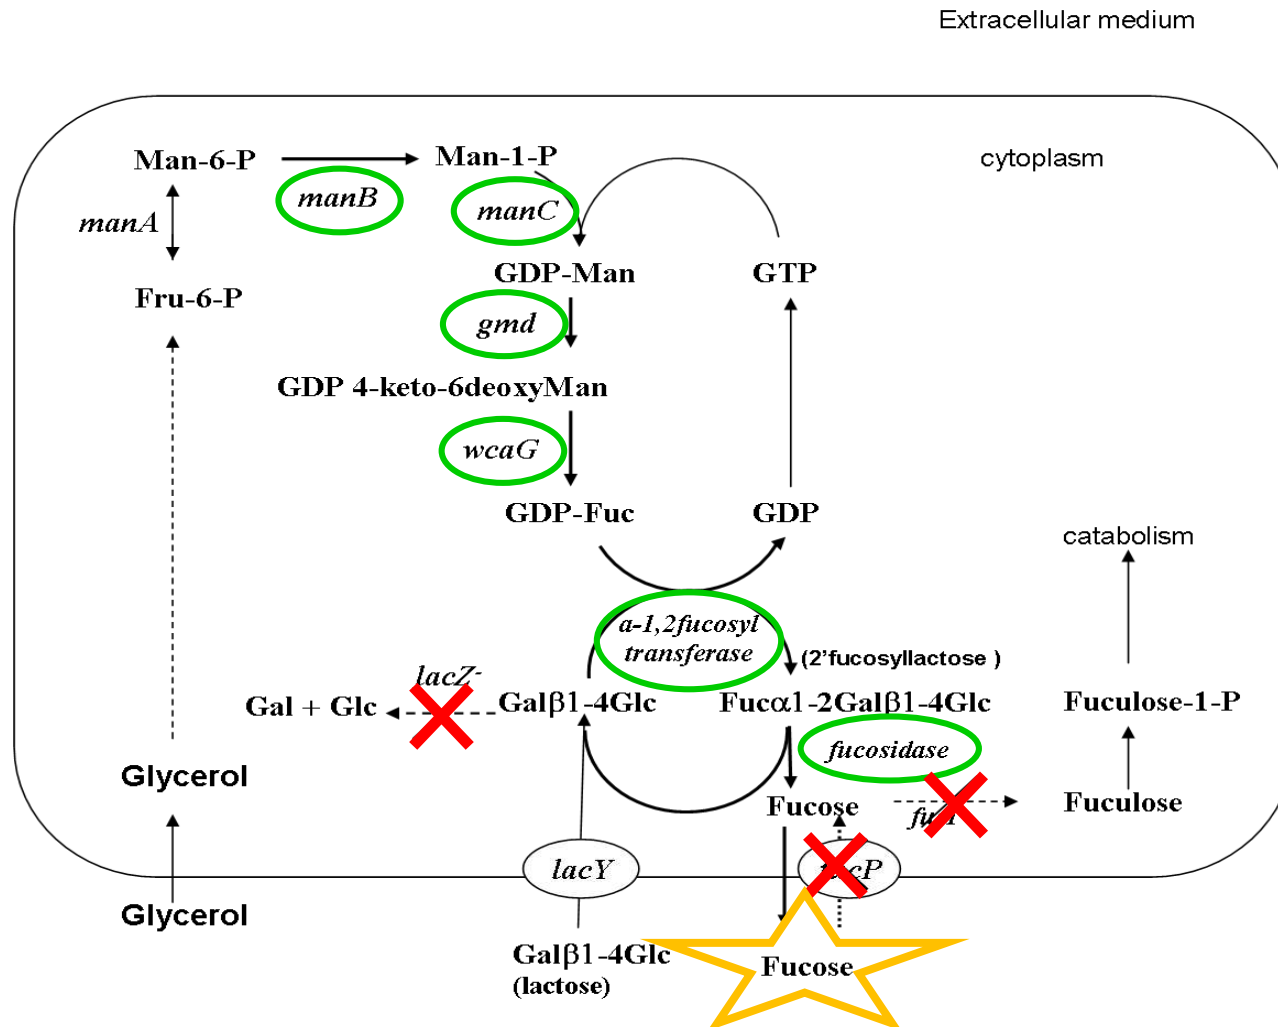 Extracellular medium
cytoplasm
Man-6-P
Man-1-P
manB
manC
manA
GDP-Man
GTP
Fru-6-P
gmd
GDP 4-keto-6deoxyMan
wcaG
GDP-Fuc
GDP
catabolism
a-1,2fucosyl
transferase
(2'fucosyllactose )
lacZ-
Gal + Glc
Galβ1-4Glc
Fucα1-2Galβ1-4Glc
Fuculose-1-P
fucosidase
Glycerol
Fucose
Fuculose
lacY
Glycerol
Galβ1-4Glc
(lactose)
Fucose